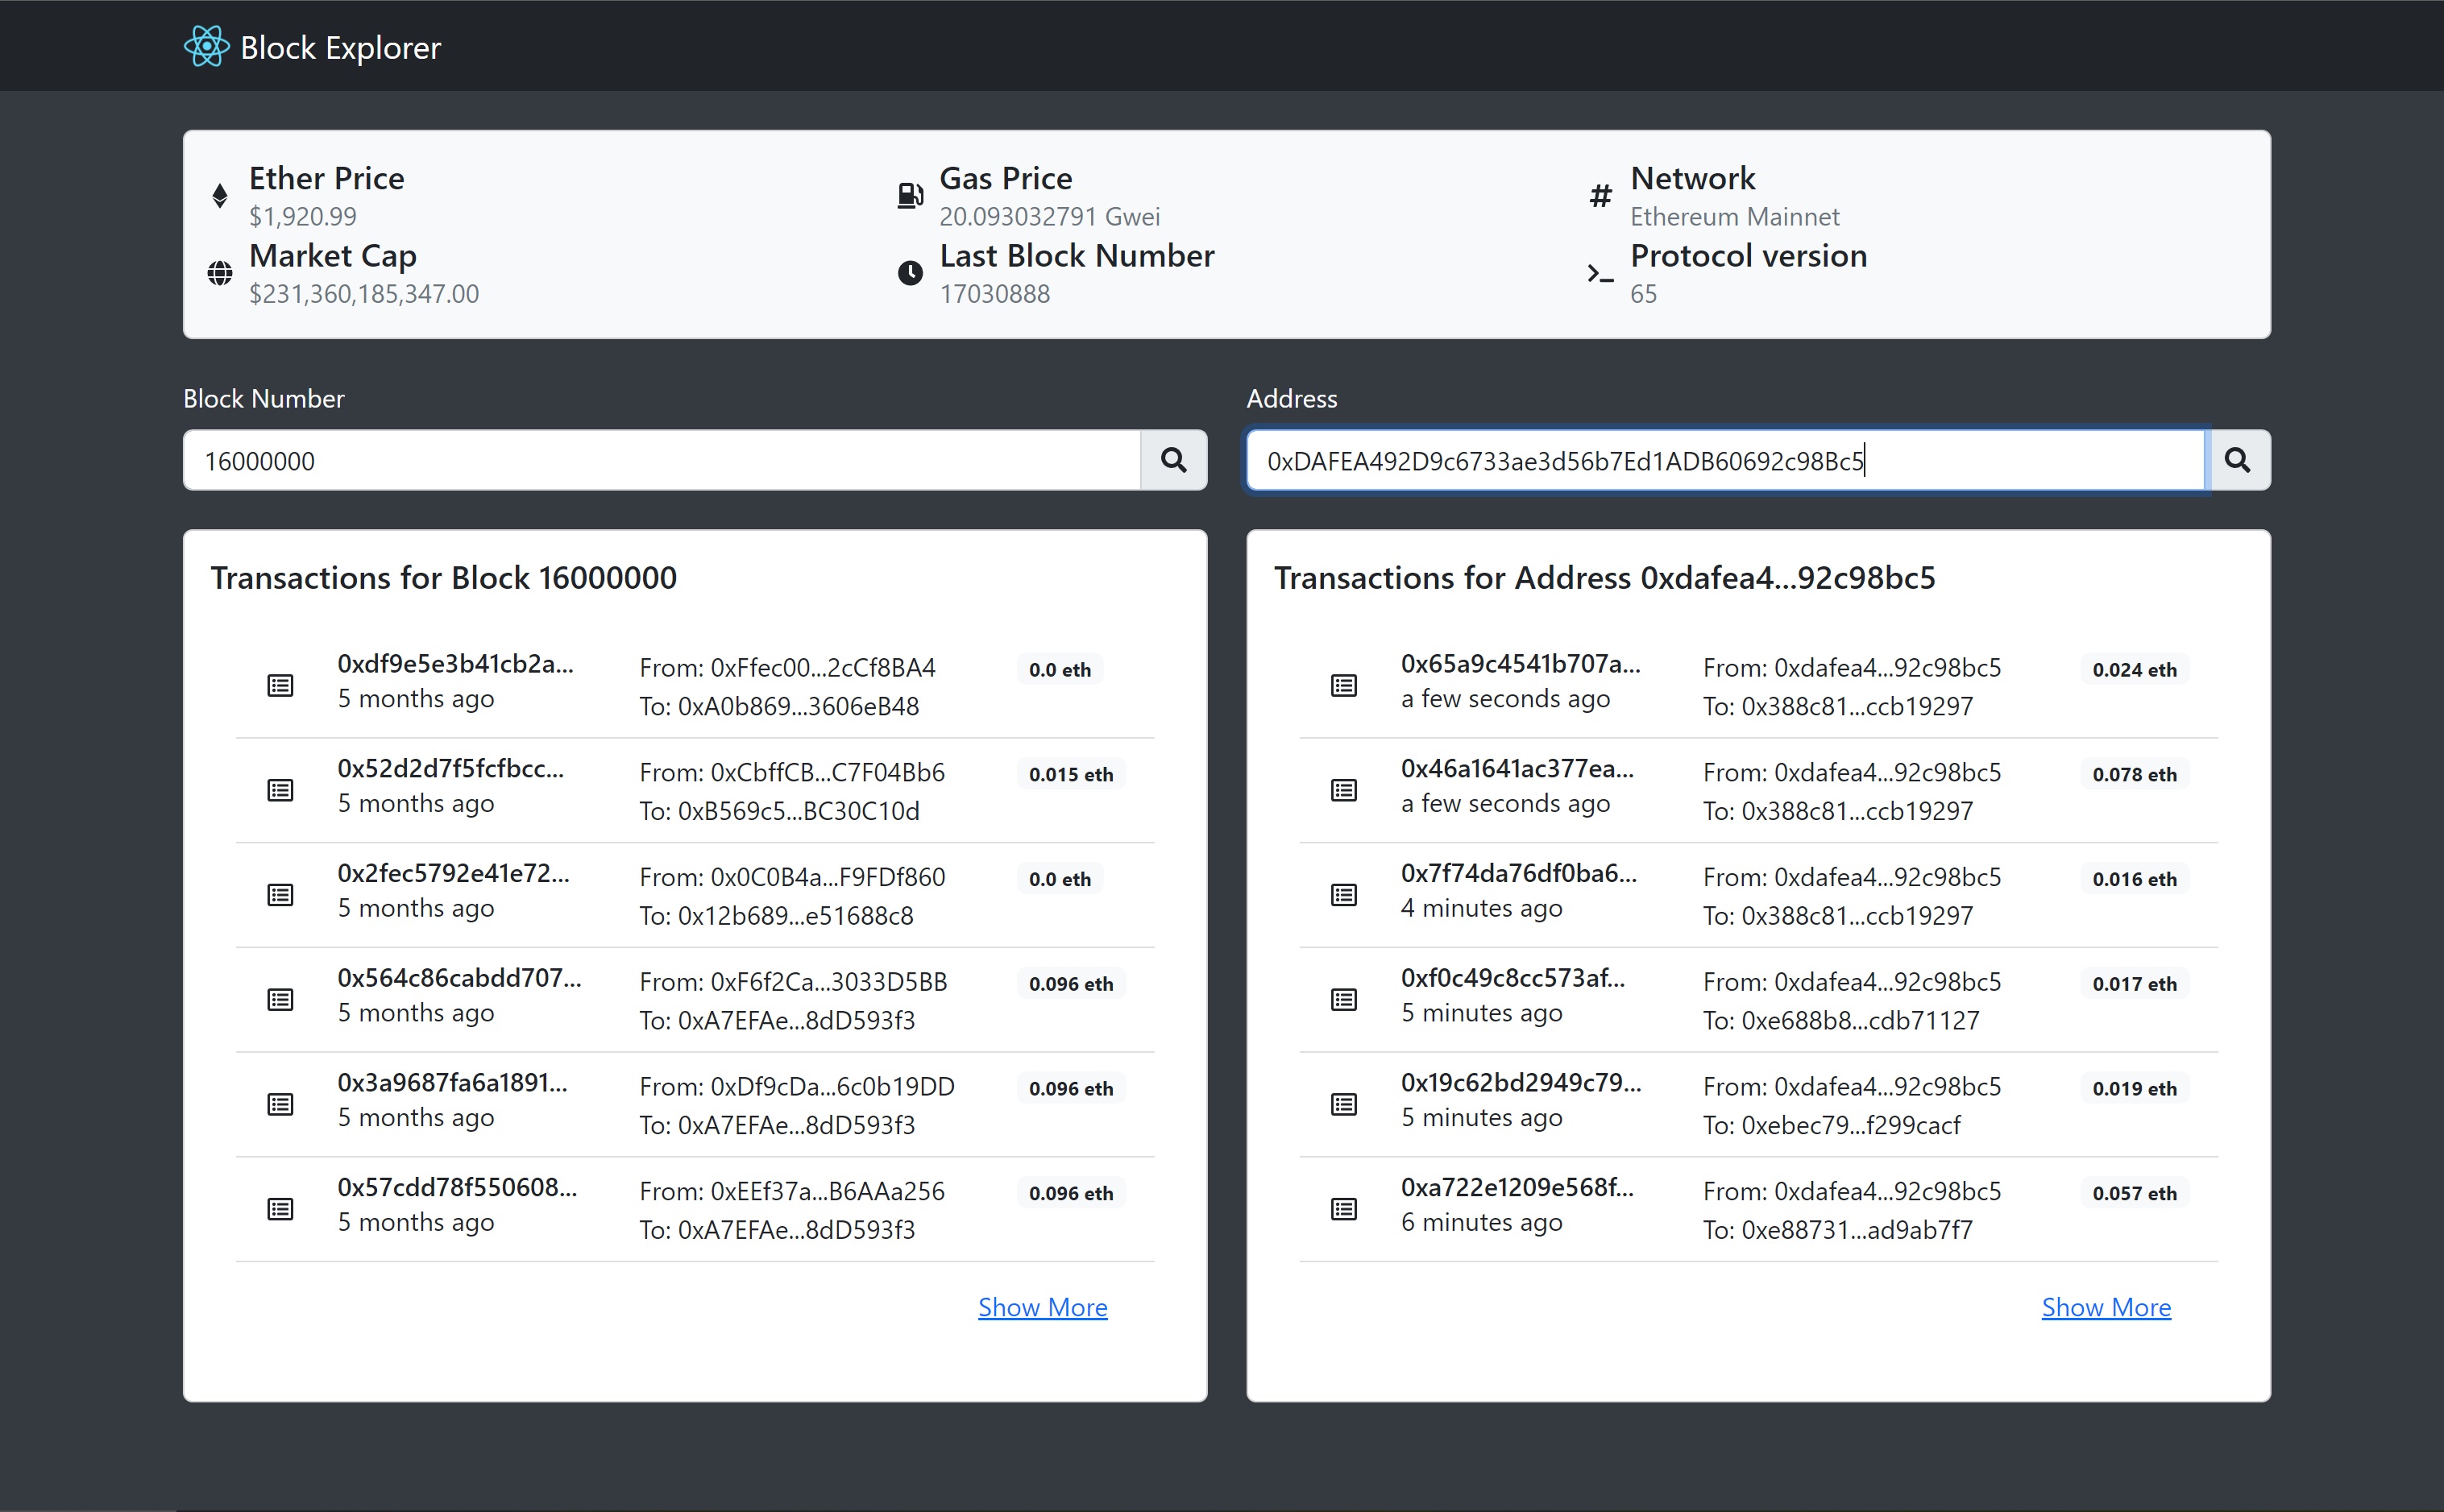 Block Explorer
Ether Price
$1,920.99
Market Cap
$231,360,185,347.00
Gas Price
20.093032791 Gwei
Last Block Number
17030888
Network
Ethereum Mainnet
Protocol version
65
Block Number
16000000
Address
0xDAFEA492D9c6733ae3d56b7Ed1ADB60692c98Bc5
Transactions for Block 16000000
0xdf9e5e3b41cb2a...
5 months ago
From: 0xFfec00...2cCf8BA4
To: 0xA0b869...3606eB48
0.0 eth
0x52d2d7f5fcfbcc...
5 months ago
From: 0xCbffCB...C7F04Bb6
To: 0xB569c5...BC30C10d
0.015 eth
0x2fec5792e41e72...
5 months ago
From: 0x0C0B4a...F9FDf860
To: 0x12b689...e51688c8
0.0 eth
0x564c86cabdd707...
5 months ago
From: 0xF6f2Ca...3033D5BB
To: 0xA7EFAe...8dD593f3
0.096 eth
0x3a9687fa6a1891...
5 months ago
From: 0xDf9cDa...6c0b19DD
To: 0xA7EFAe...8dD593f3
0.096 eth
0x57cdd78f550608...
5 months ago
From: 0xEEf37a...B6AAa256
To: 0xA7EFAe...8dD593f3
0.096 eth
Show More
Transactions for Address 0xdafea4...92c98bc5
0x65a9c4541b707a...
a few seconds ago
From: 0xdafea4...92c98bc5
To: 0x388c81...ccb19297
0.024 eth
0x46a1641ac377ea...
a few seconds ago
From: 0xdafea4...92c98bc5
To: 0x388c81...ccb19297
0.078 eth
0x7f74da76df0ba6...
4 minutes ago
From: 0xdafea4...92c98bc5
To: 0x388c81...ccb19297
0.016 eth
0xf0c49c8cc573af...
5 minutes ago
From: 0xdafea4...92c98bc5
To: 0xe688b8...cdb71127
0.017 eth
0x19c62bd2949c79...
5 minutes ago
From: 0xdafea4...92c98bc5
To: 0xebec79...f299cacf
0.019 eth
0xa722e1209e568f...
6 minutes ago
From: 0xdafea4...92c98bc5
To: 0xe88731...ad9ab7f7
0.057 eth
Show More